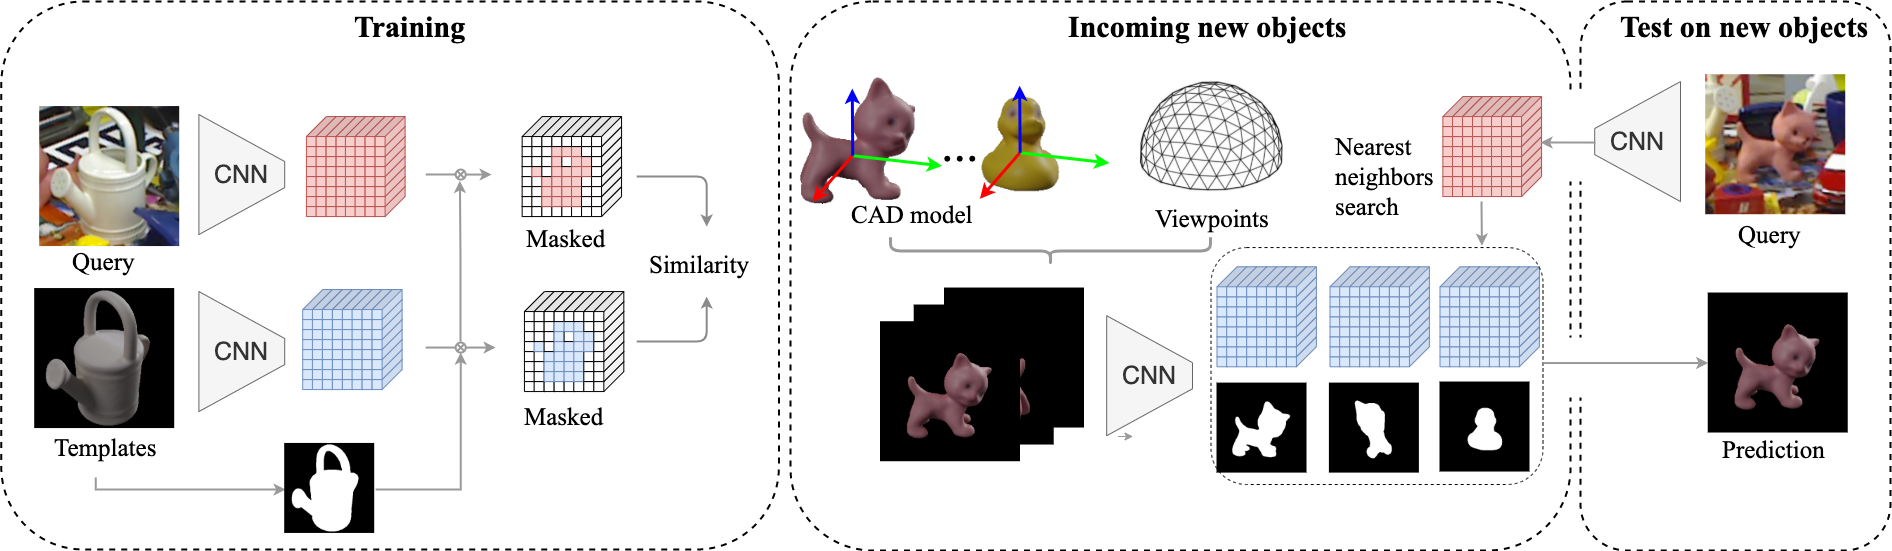 Training
Query
CNN
Masked
Similarity
Templates
CNN
Masked
Incoming new objects
CAD model
...
Viewpoints
CNN
Nearest
neighbors
search
Test on new objects
CNN
Query
Prediction